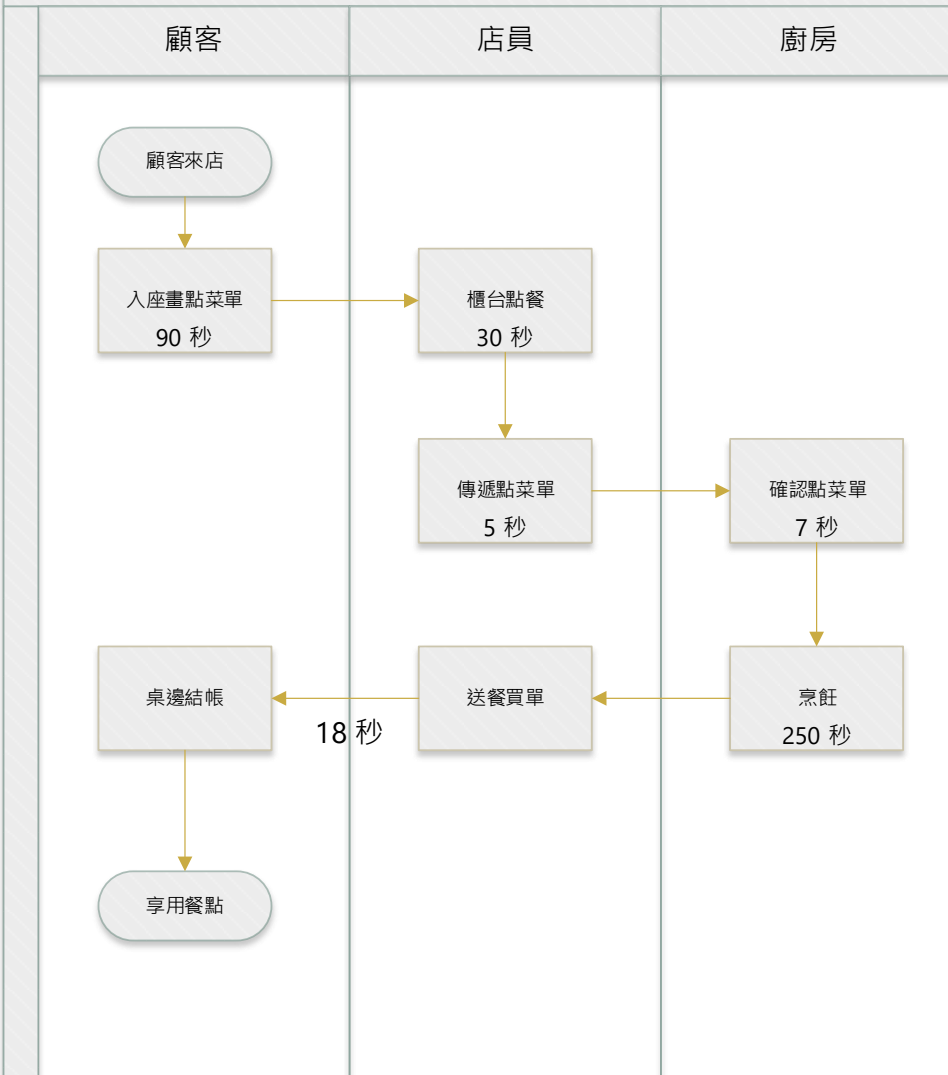 顧客
店員
廚房
顧客來店
入座畫點菜單
90 秒
櫃台點餐
30 秒
傳遞點菜單
5 秒
確認點菜單
7 秒
桌邊結帳
18 秒
送餐買單
烹飪
250 秒
享用餐點